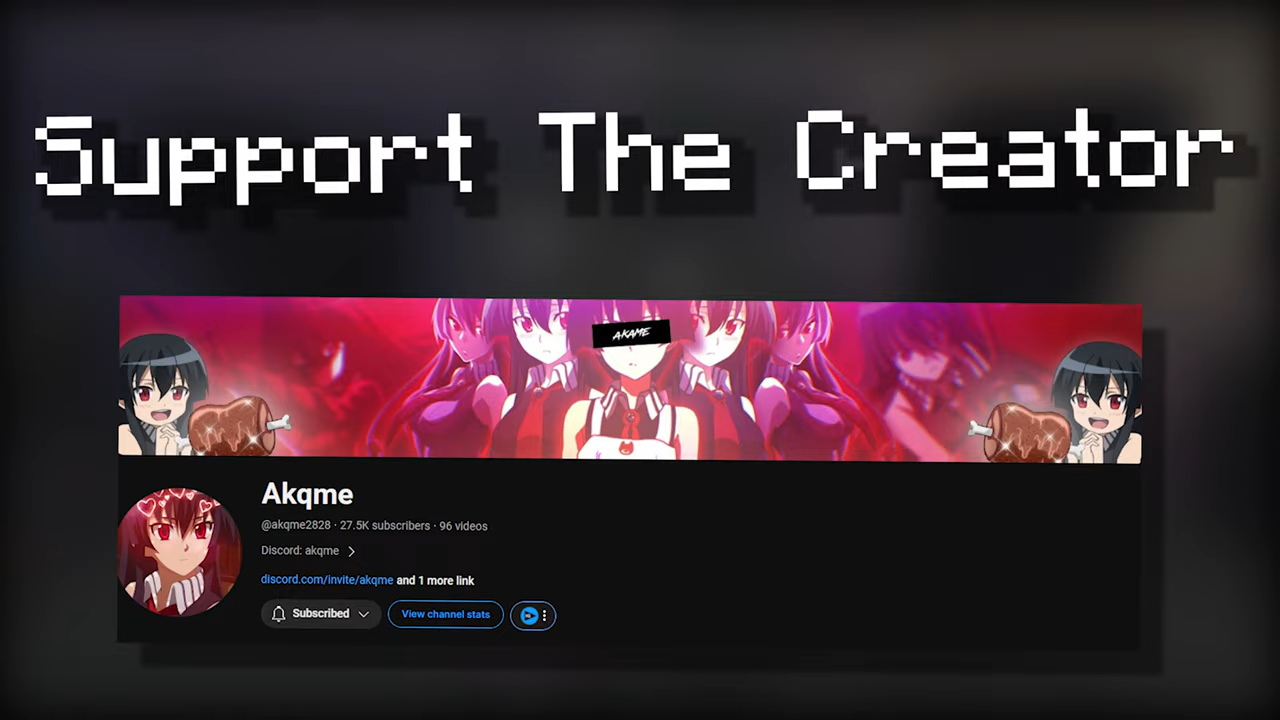 Support The Creator
AKAME
Akqme
@akqme2828 · 27.5K subscribers · 96 videos
Discord: akqme
discord.com/invite/akqme and 1 more link
Subscribed View channel stats